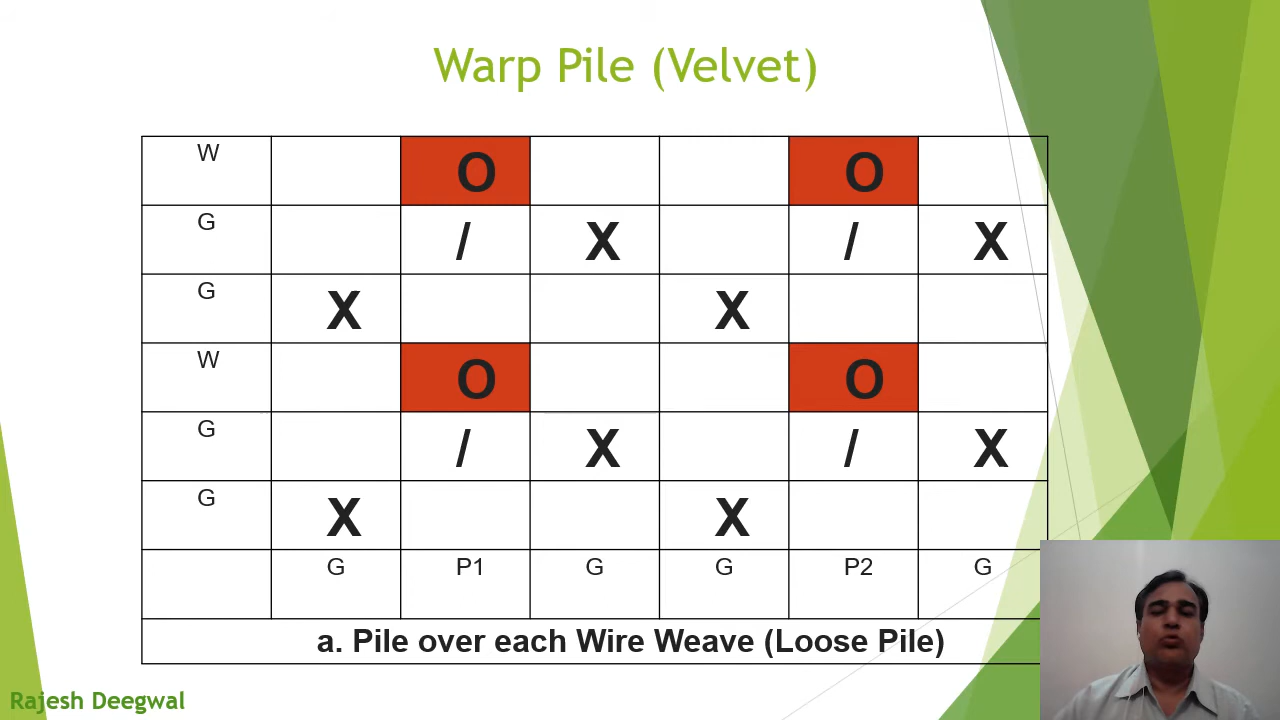 Warp Pile (Velvet)
W O O
G / X / X
G X X
W O O
G / X / X
G X X
G P1 G G P2 G
a. Pile over each Wire Weave (Loose Pile)
Rajesh Deegwal